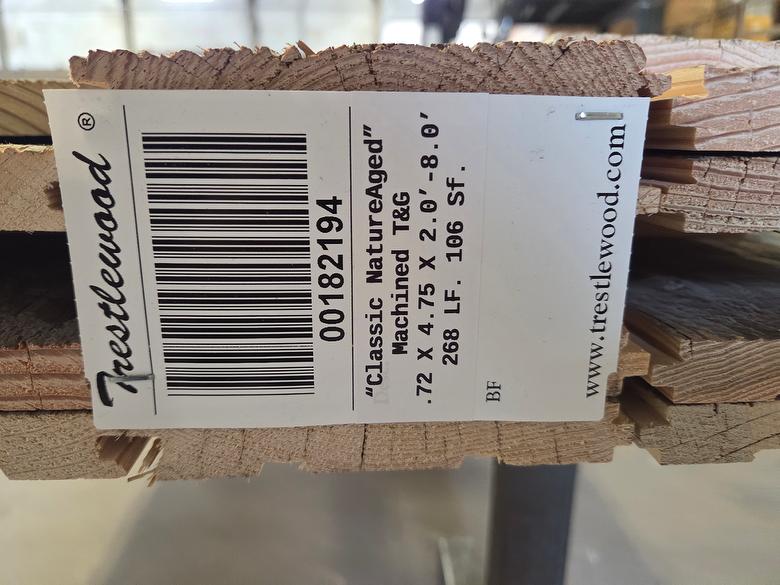 Trestlewood ®
00182194
"Classic NatureAged"
Machined T&G
.72 X 4.75 X 2.0'-8.0'
268 LF. 106 Sf.
BF
www.trestlewood.com